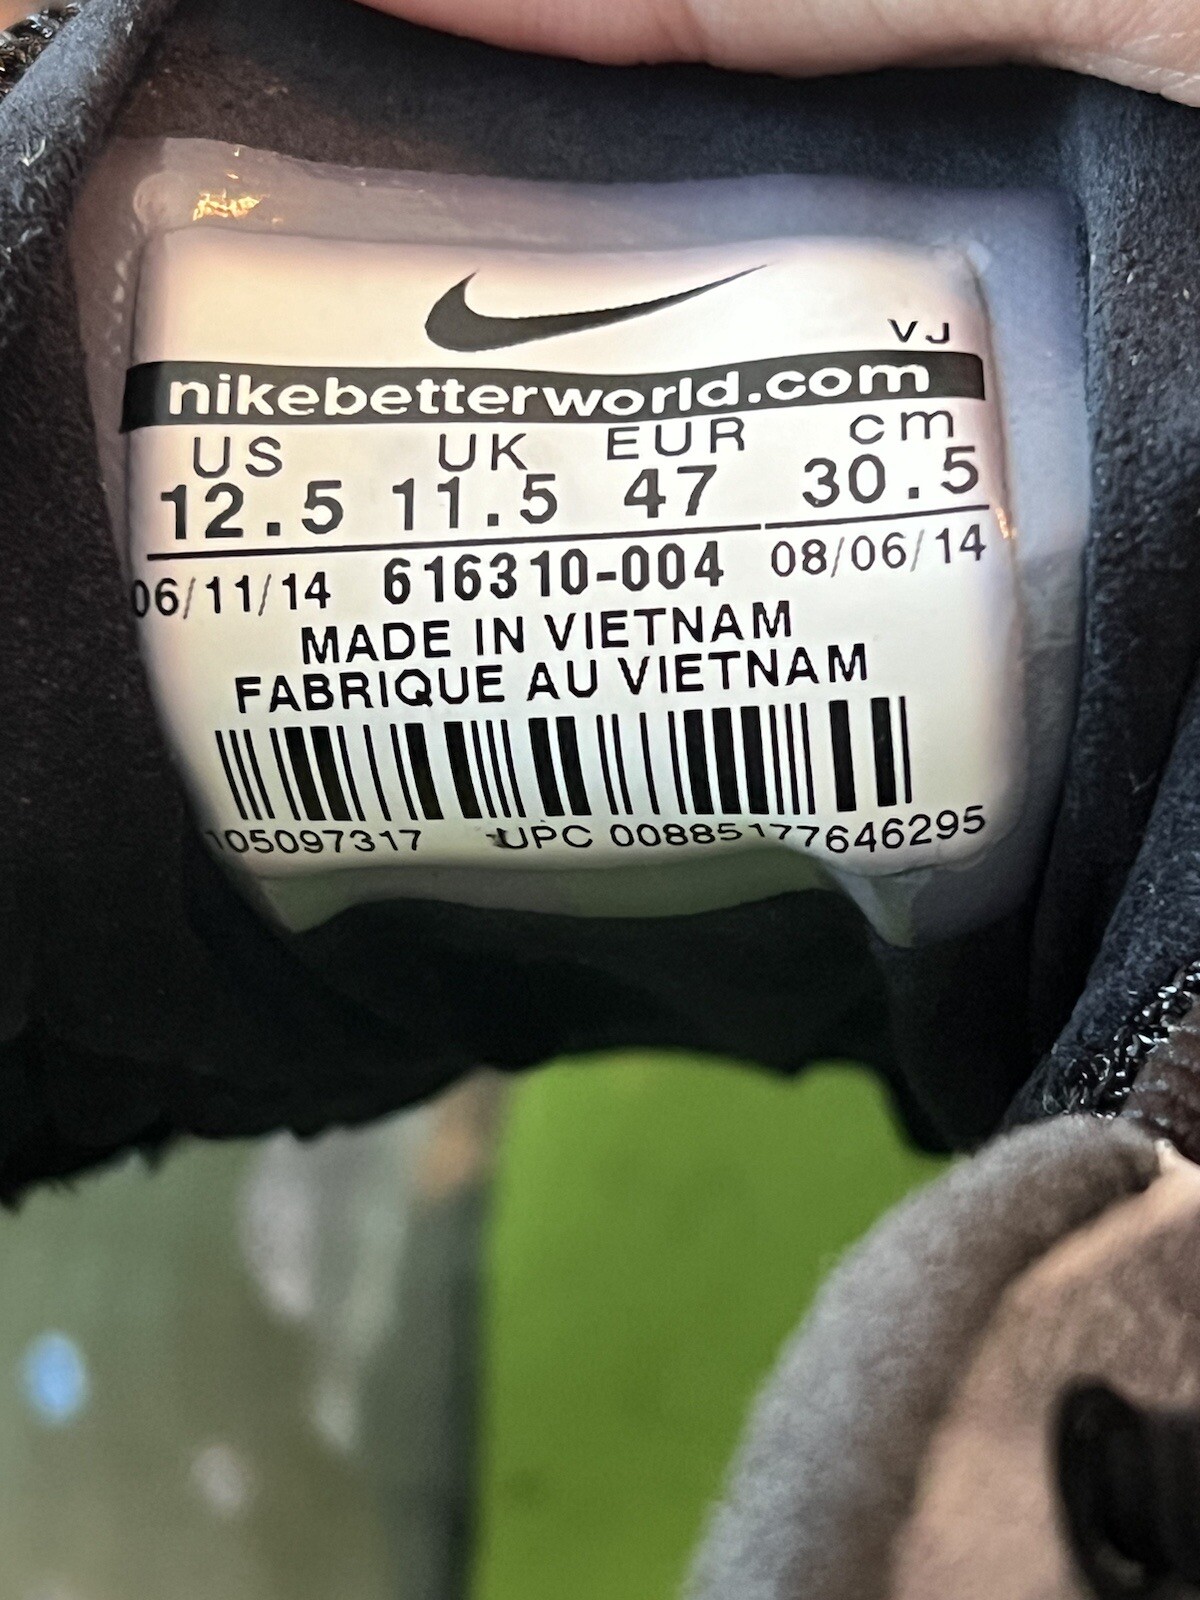 VJ
nikebetterworld.com
US UK EUR cm
12.5 11.5 47 30.5
06/11/14 616310-004 08/06/14
MADE IN VIETNAM
FABRIQUE AU VIETNAM
105097317 UPC 00885177646295